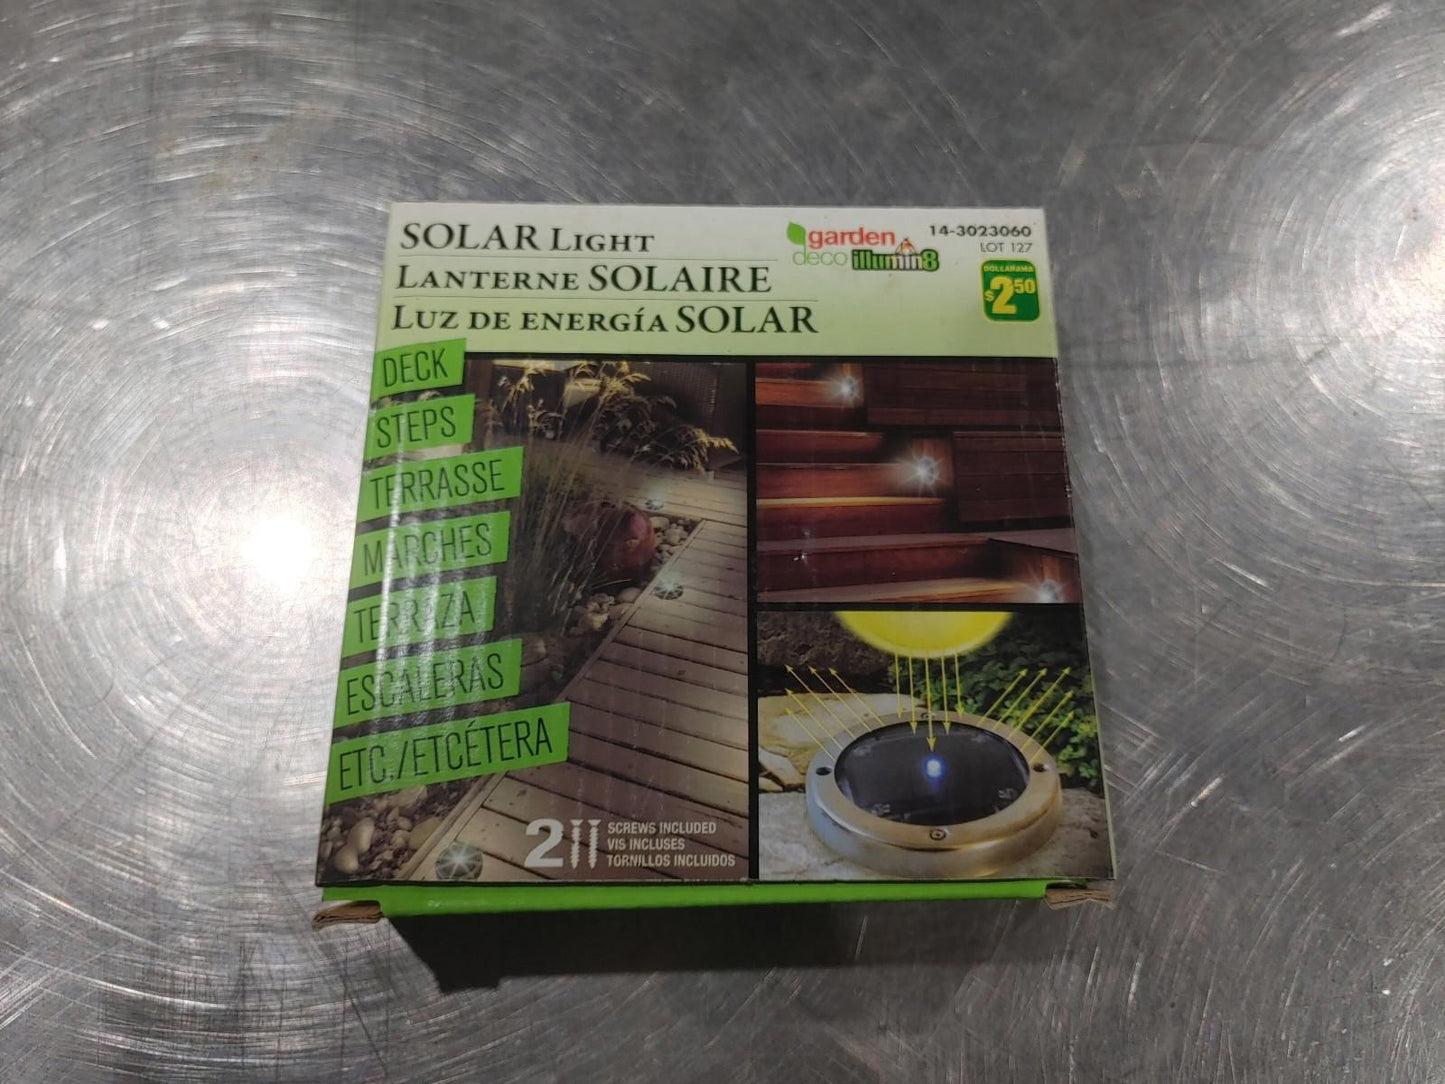 SOLAR LIGHT
LANTERNE SOLAIRE
LUZ DE ENERGÍA SOLAR
garden
deco illumin8
14-3023060
LOT 127
DOLLARAMA
$2.50
DECK
STEPS
TERRASSE
MARCHES
TERRAZA
ESCALERAS
ETC./ETCÉTERA
2
SCREWS INCLUDED
VIS INCLUSES
TORNILLOS INCLUIDOS